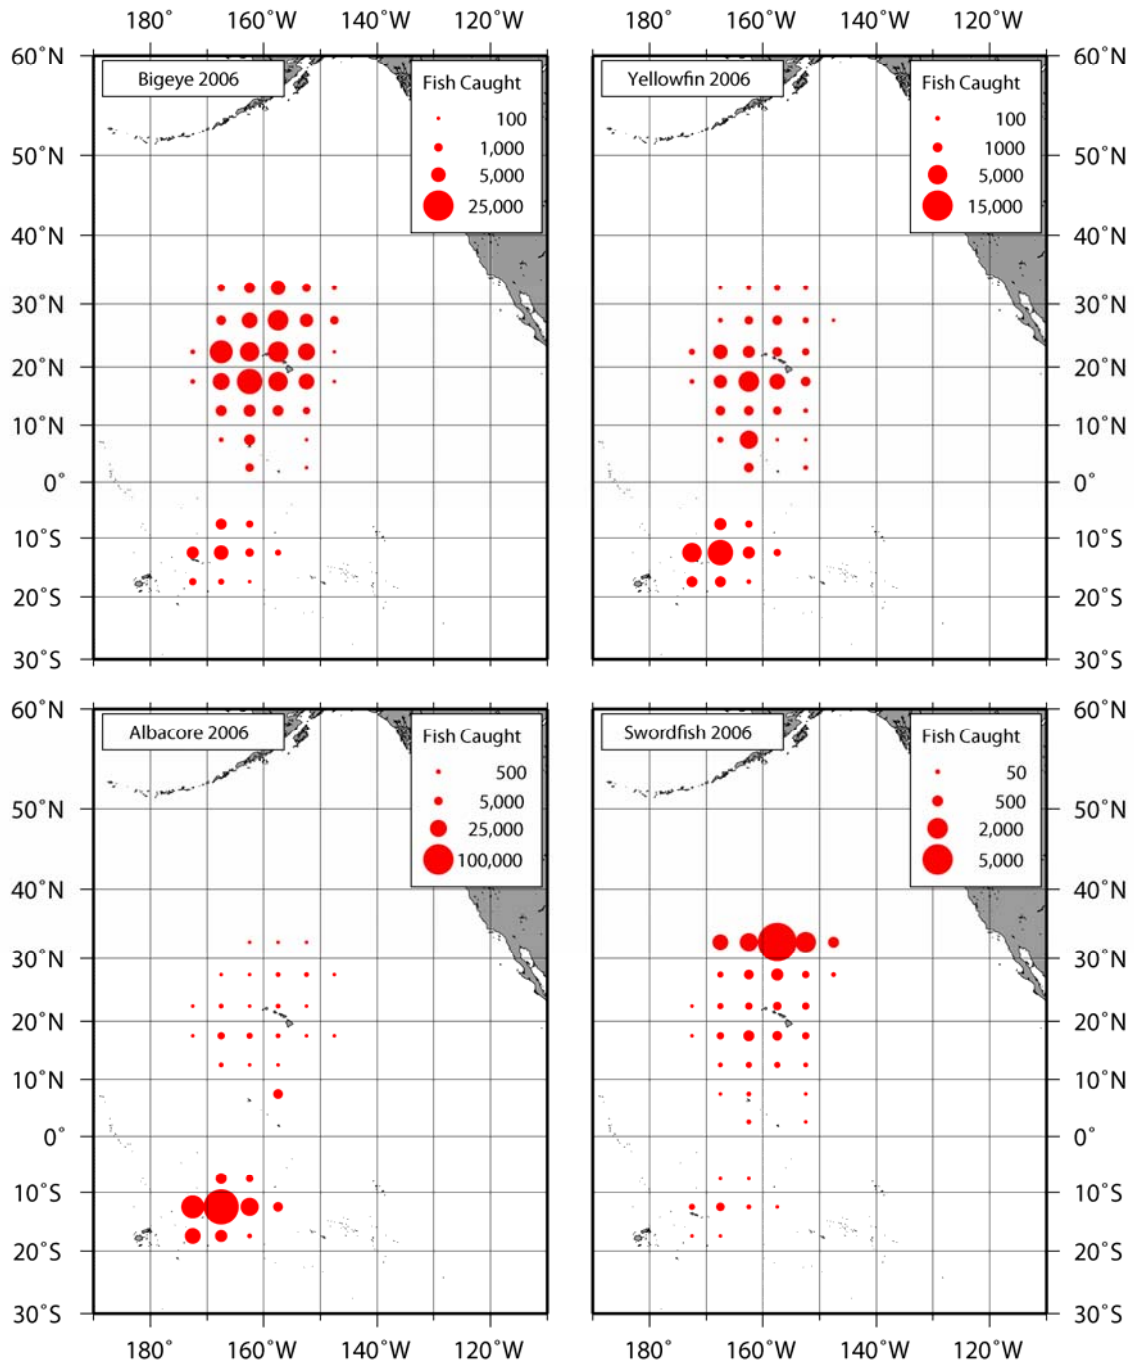 180˚ 160˚W 140˚W 120˚W 180˚ 160˚W 140˚W 120˚W
60˚N 60˚N
Bigeye 2006
Fish Caught
100
1,000
5,000
25,000
Yellowfin 2006
Fish Caught
100
1000
5,000
15,000
50˚N 50˚N
40˚N 40˚N
30˚N 30˚N
20˚N 20˚N
10˚N 10˚N
0˚ 0˚
10˚S 10˚S
20˚S 20˚S
30˚S 30˚S
60˚N 60˚N
Albacore 2006
Fish Caught
500
5,000
25,000
100,000
Swordfish 2006
Fish Caught
50
500
2,000
5,000
50˚N 50˚N
40˚N 40˚N
30˚N 30˚N
20˚N 20˚N
10˚N 10˚N
0˚ 0˚
10˚S 10˚S
20˚S 20˚S
30˚S 30˚S
180˚ 160˚W 140˚W 120˚W 180˚ 160˚W 140˚W 120˚W